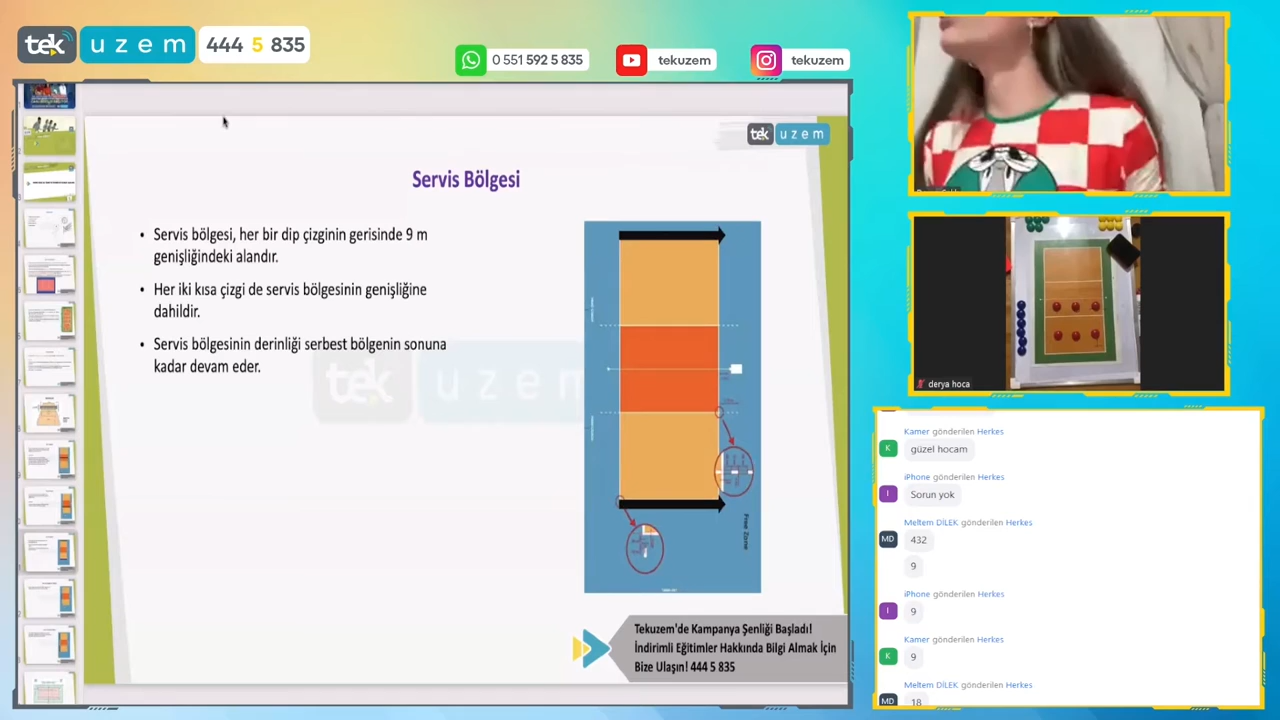 tek uzem 444 5 835
0 551 592 5 835
tekuzem
tekuzem
tek uzem
Servis Bölgesi
• Servis bölgesi, her bir dip çizginin gerisinde 9 m
genişliğindeki alandır.
• Her iki kısa çizgi de servis bölgesinin genişliğine
dahildir.
• Servis bölgesinin derinliği serbest bölgenin sonuna
kadar devam eder.
tek uzem
Free Zone
Tekuzem'de Kampanya Şenliği Başladı!
İndirimli Eğitimler Hakkında Bilgi Almak İçin
Bize Ulaşın! 444 5 835
derya hoca
Kamer gönderilen Herkes
K güzel hocam
iPhone gönderilen Herkes
I Sorun yok
Meltem DİLEK gönderilen Herkes
MD 432
9
iPhone gönderilen Herkes
I 9
Kamer gönderilen Herkes
K 9
Meltem DİLEK gönderilen Herkes
MD 18